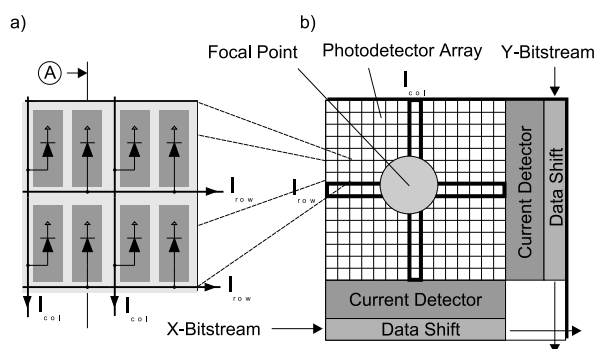 a)
b)
Focal Point
Photodetector Array
Y-Bitstream
A
I col
I row
I row
I row
I col
I col
Current Detector
Data Shift
Current Detector
X-Bitstream
Data Shift